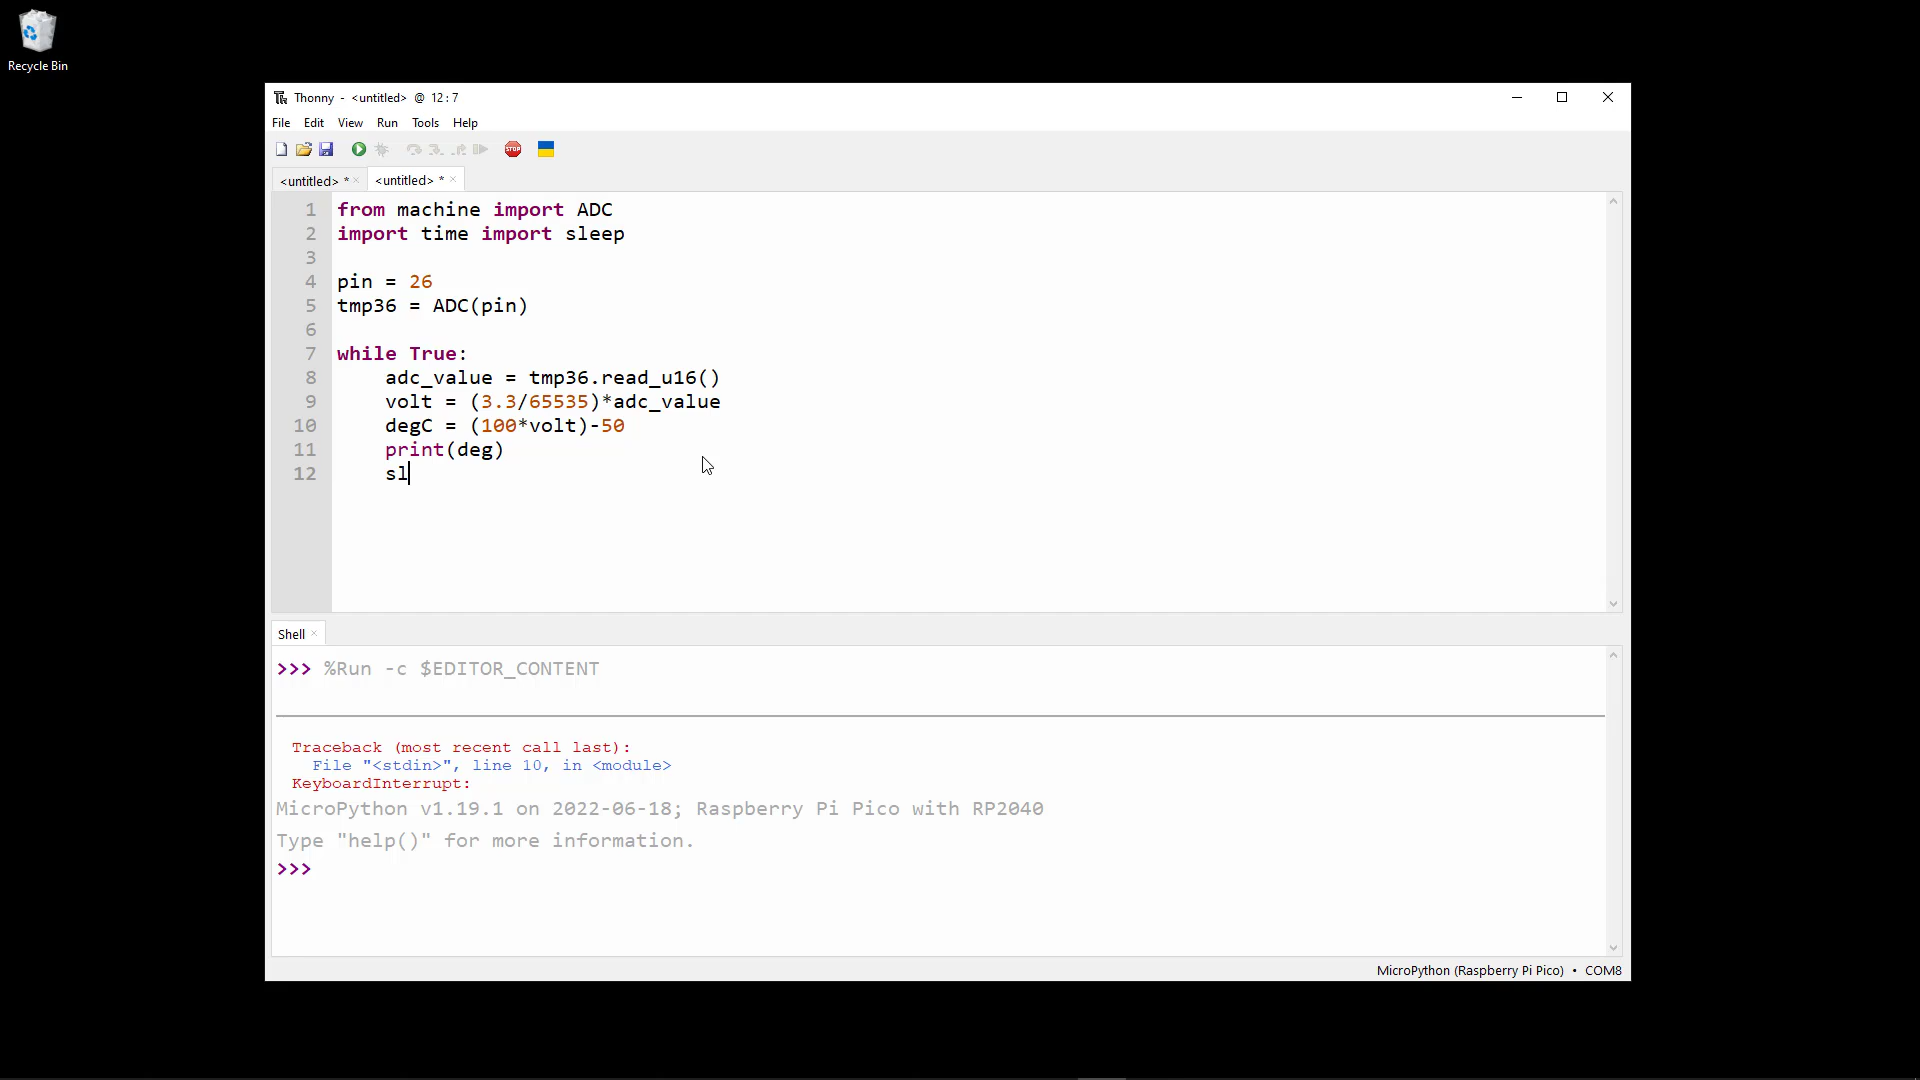 Recycle Bin
Thonny - <untitled> @ 12:7
File Edit View Run Tools Help
STOP
<untitled> * × <untitled> * ×
1 from machine import ADC
2 import time import sleep
3
4 pin = 26
5 tmp36 = ADC(pin)
6
7 while True:
8 adc_value = tmp36.read_u16()
9 volt = (3.3/65535)*adc_value
10 degC = (100*volt)-50
11 print(deg)
12 sl
Shell ×
>>> %Run -c $EDITOR_CONTENT
Traceback (most recent call last):
File "<stdin>", line 10, in <module>
KeyboardInterrupt:
MicroPython v1.19.1 on 2022-06-18; Raspberry Pi Pico with RP2040
Type "help()" for more information.
>>>
MicroPython (Raspberry Pi Pico) • COM8